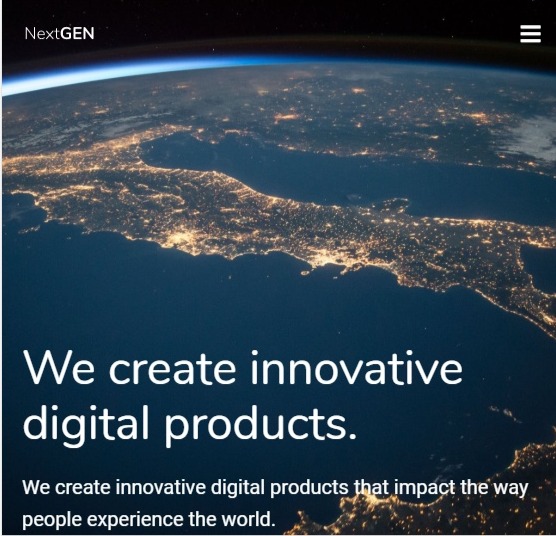 NextGEN
We create innovative
digital products.
We create innovative digital products that impact the way
people experience the world.